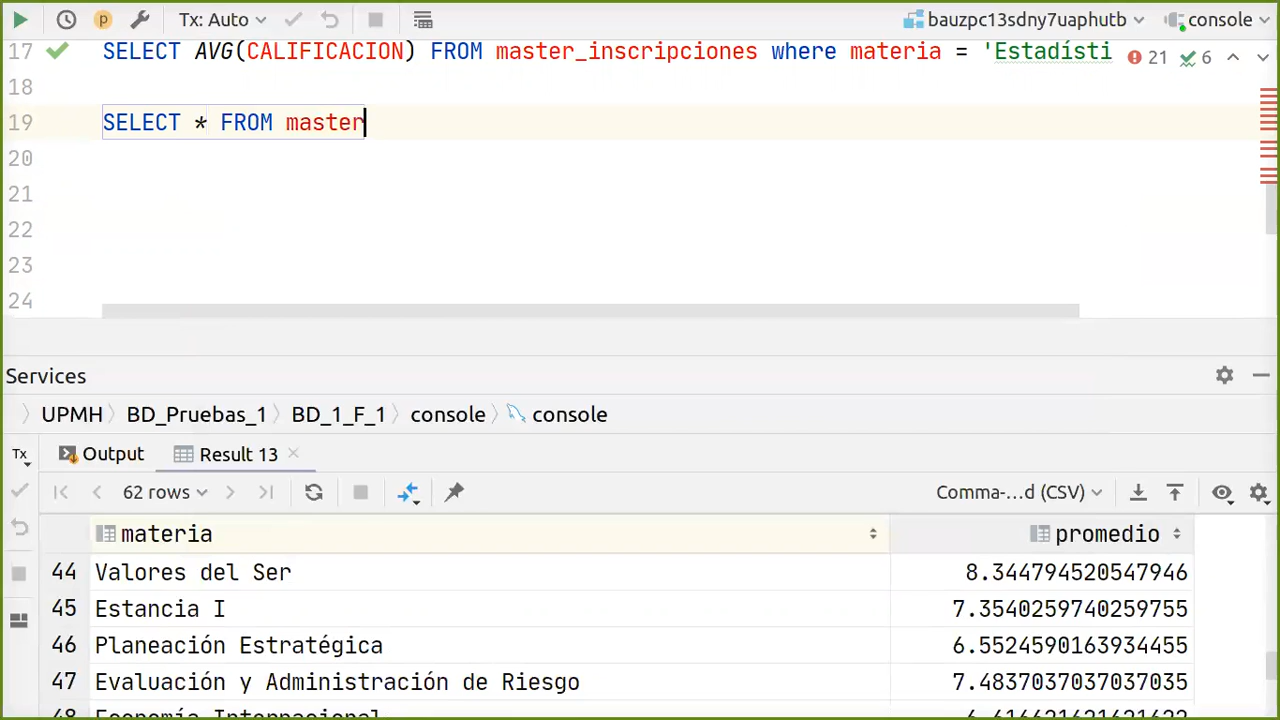 Tx: Auto bauzpc13sdny7uaphutb console
17 SELECT AVG(CALIFICACION) FROM master_inscripciones where materia = 'Estadísti 21 6
18
19 SELECT * FROM master
20
21
22
23
24
Services
UPMH BD_Pruebas_1 BD_1_F_1 console console
Tx Output Result 13
62 rows Comma-...d (CSV)
materia promedio
44 Valores del Ser 8.344794520547946
45 Estancia I 7.3540259740259755
46 Planeación Estratégica 6.5524590163934455
47 Evaluación y Administración de Riesgo 7.4837037037037035
48 Economía Internacional